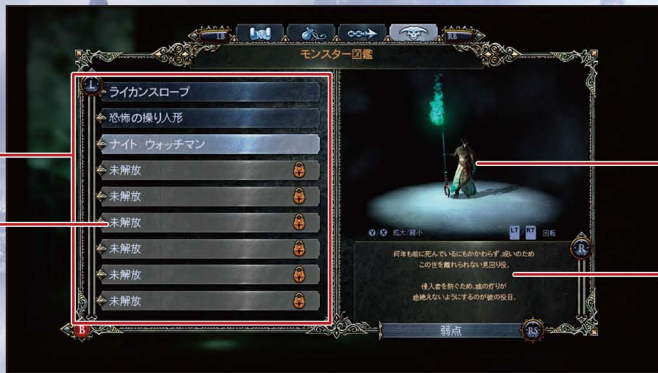 LB
RB
モンスター図鑑
L
ライカンスロープ
恐怖の操り人形
ナイト ウォッチマン
未解放
未解放
未解放
未解放
未解放
未解放
Y X 拡大/縮小
LT RT 回転
R
何年も前に死んでいるにもかかわらず、呪いのため
この世を離れられない見回り役。
侵入者を防ぐため、城の灯りが
途絶えないようにするのが彼の役目。
B
弱点
RS